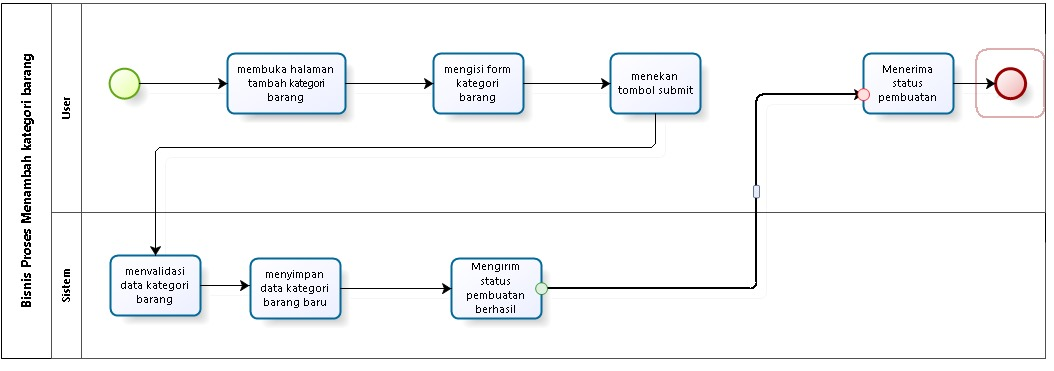 Bisnis Proses Menambah kategori barang
User
membuka halaman
tambah kategori
barang
mengisi form
kategori
barang
menekan
tombol submit
Menerima
status
pembuatan
Sistem
menvalidasi
data kategori
barang
menyimpan
data kategori
barang baru
Mengirim
status
pembuatan
berhasil